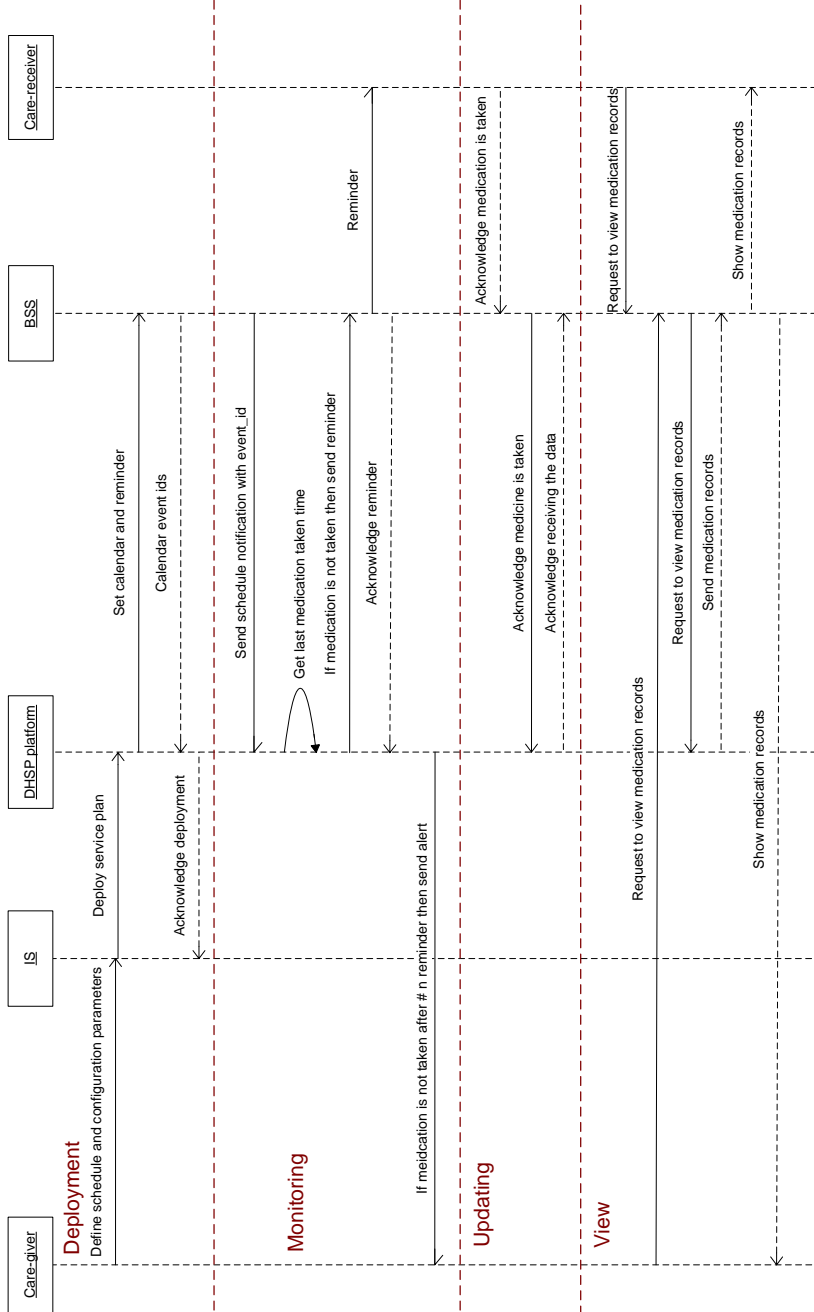 Care-giver
IS
DHSP platform
BSS
Care-receiver
Deployment
Define schedule and configuration parameters
Deploy service plan
Set calendar and reminder
Calendar event ids
Acknowledge deployment
Monitoring
Send schedule notification with event_id
Get last medication taken time
If medication is not taken then send reminder
Reminder
Acknowledge reminder
If meidcation is not taken after # n reminder then send alert
Updating
Acknowledge medication is taken
Acknowledge medicine is taken
Acknowledge receiving the data
View
Request to view medication records
Request to view medication records
Request to view medication records
Send medication records
Show medication records
Show medication records